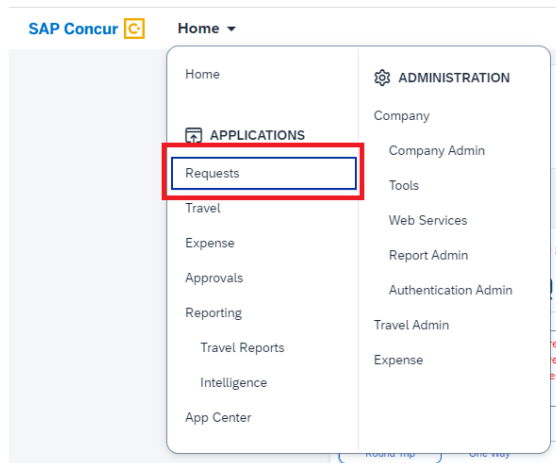 SAP Concur C
Home
Home
APPLICATIONS
Requests
Travel
Expense
Approvals
Reporting
Travel Reports
Intelligence
App Center
ADMINISTRATION
Company
Company Admin
Tools
Web Services
Report Admin
Authentication Admin
Travel Admin
Expense
Round Trip
One Way